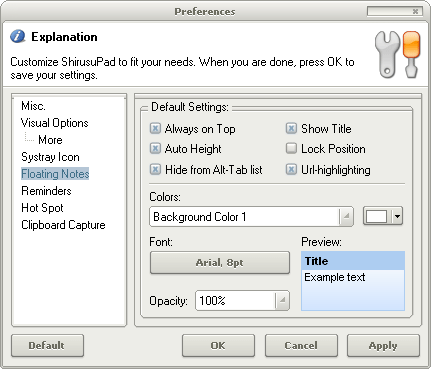 Preferences
Explanation
Customize ShirusuPad to fit your needs. When you are done, press OK to
save your settings.
Misc.
Visual Options
More
Systray Icon
Floating Notes
Reminders
Hot Spot
Clipboard Capture
Default Settings:
Always on Top
Show Title
Auto Height
Lock Position
Hide from Alt-Tab list
Url-highlighting
Colors:
Background Color 1
Font:
Preview:
Arial, 8pt
Title
Example text
Opacity: 100%
Default
OK
Cancel
Apply